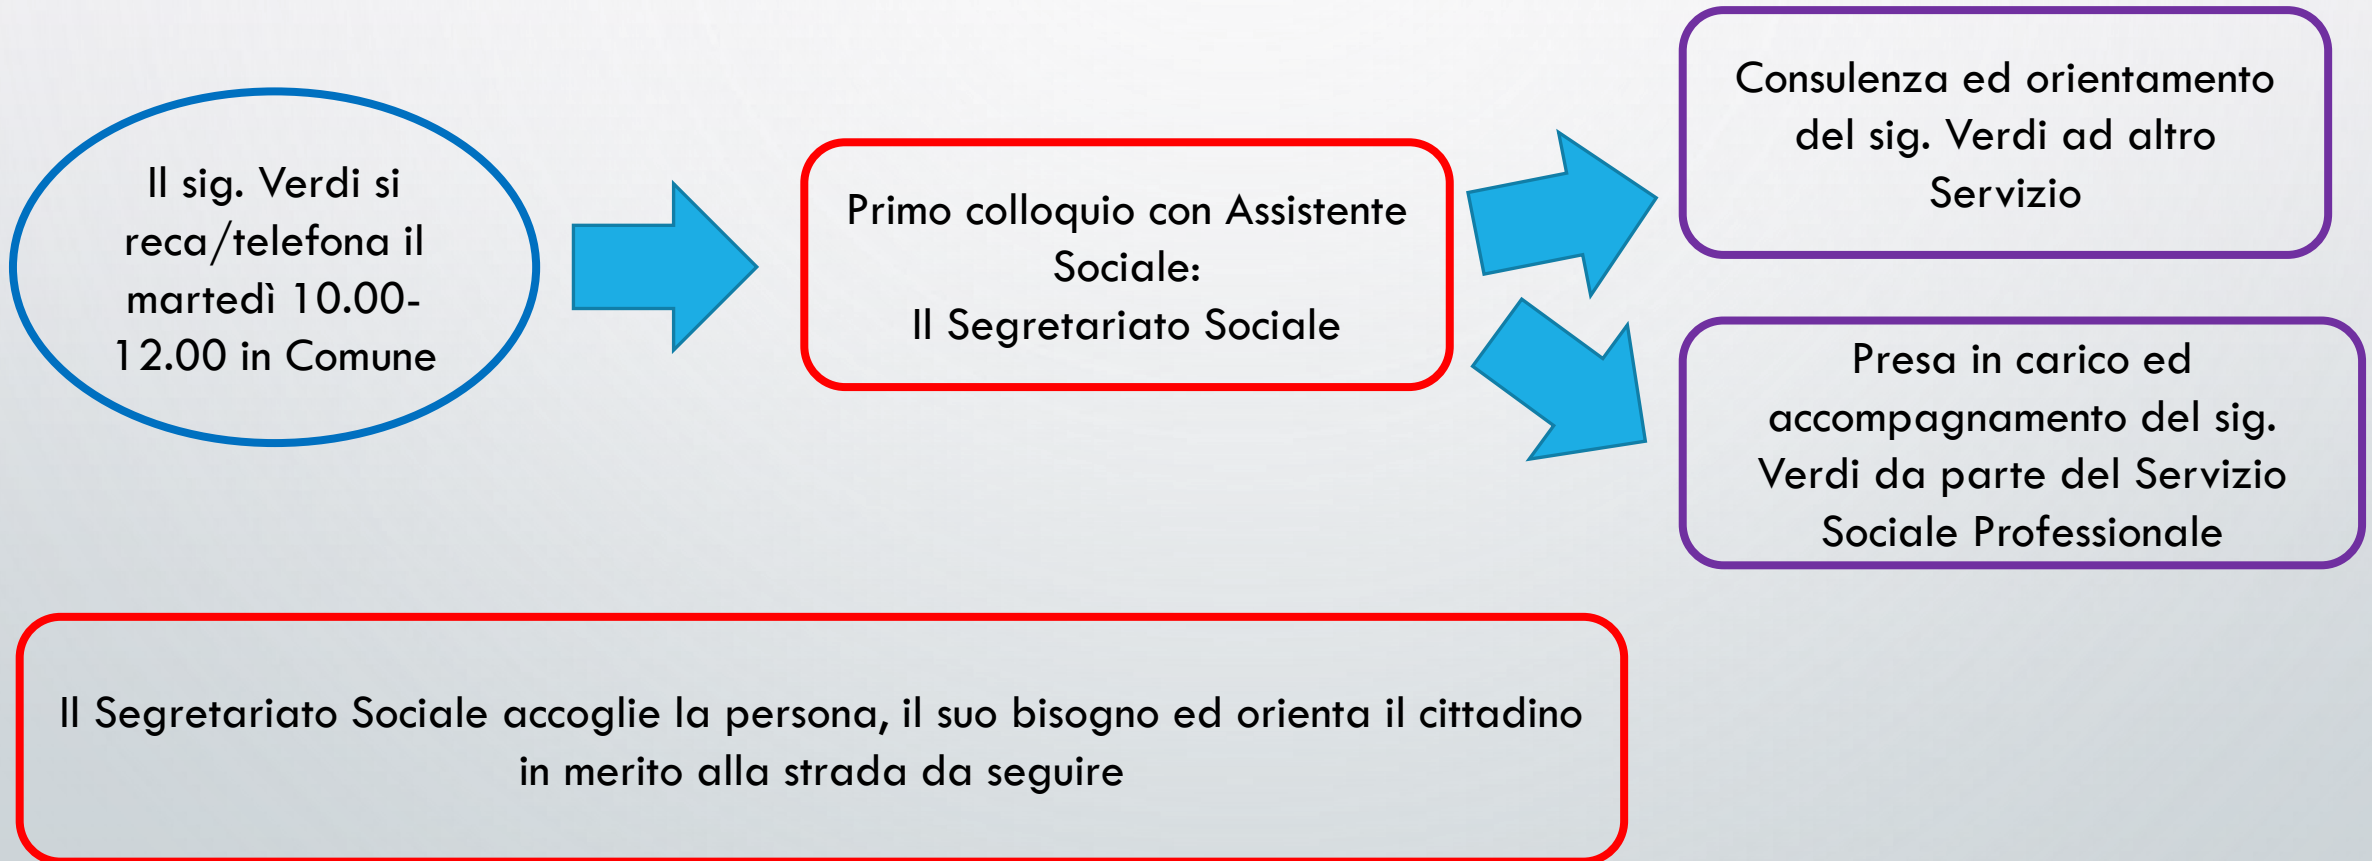 Il sig. Verdi si
reca/telefona il
martedì 10.00-
12.00 in Comune
Primo colloquio con Assistente
Sociale:
Il Segretariato Sociale
Consulenza ed orientamento
del sig. Verdi ad altro
Servizio
Presa in carico ed
accompagnamento del sig.
Verdi da parte del Servizio
Sociale Professionale
Il Segretariato Sociale accoglie la persona, il suo bisogno ed orienta il cittadino
in merito alla strada da seguire